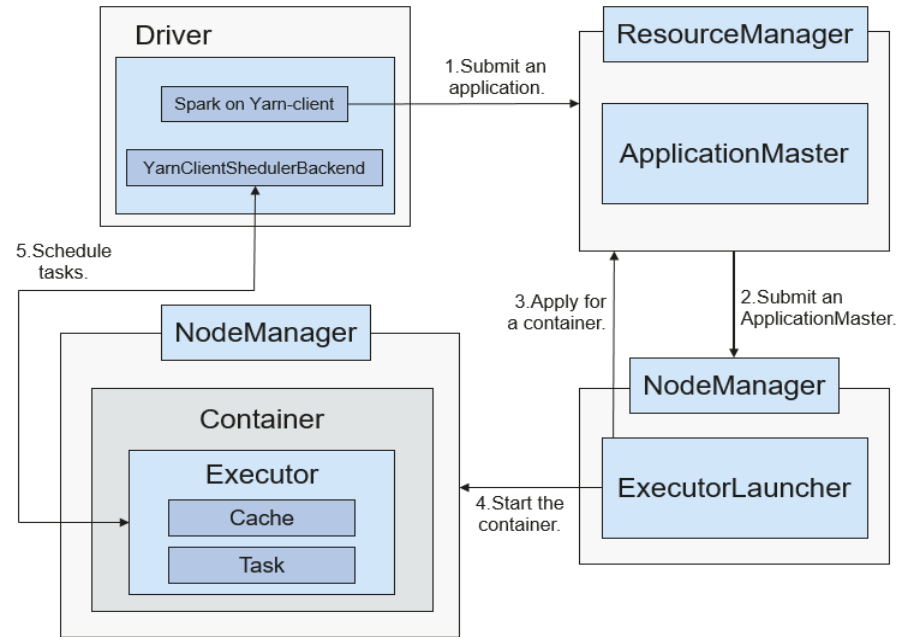 Driver
Spark on Yarn-client
YarnClientShedulerBackend
1.Submit an
application.
ResourceManager
ApplicationMaster
5.Schedule
tasks.
3.Apply for
a container.
2.Submit an
ApplicationMaster.
NodeManager
Container
Executor
Cache
Task
4.Start the
container.
NodeManager
ExecutorLauncher